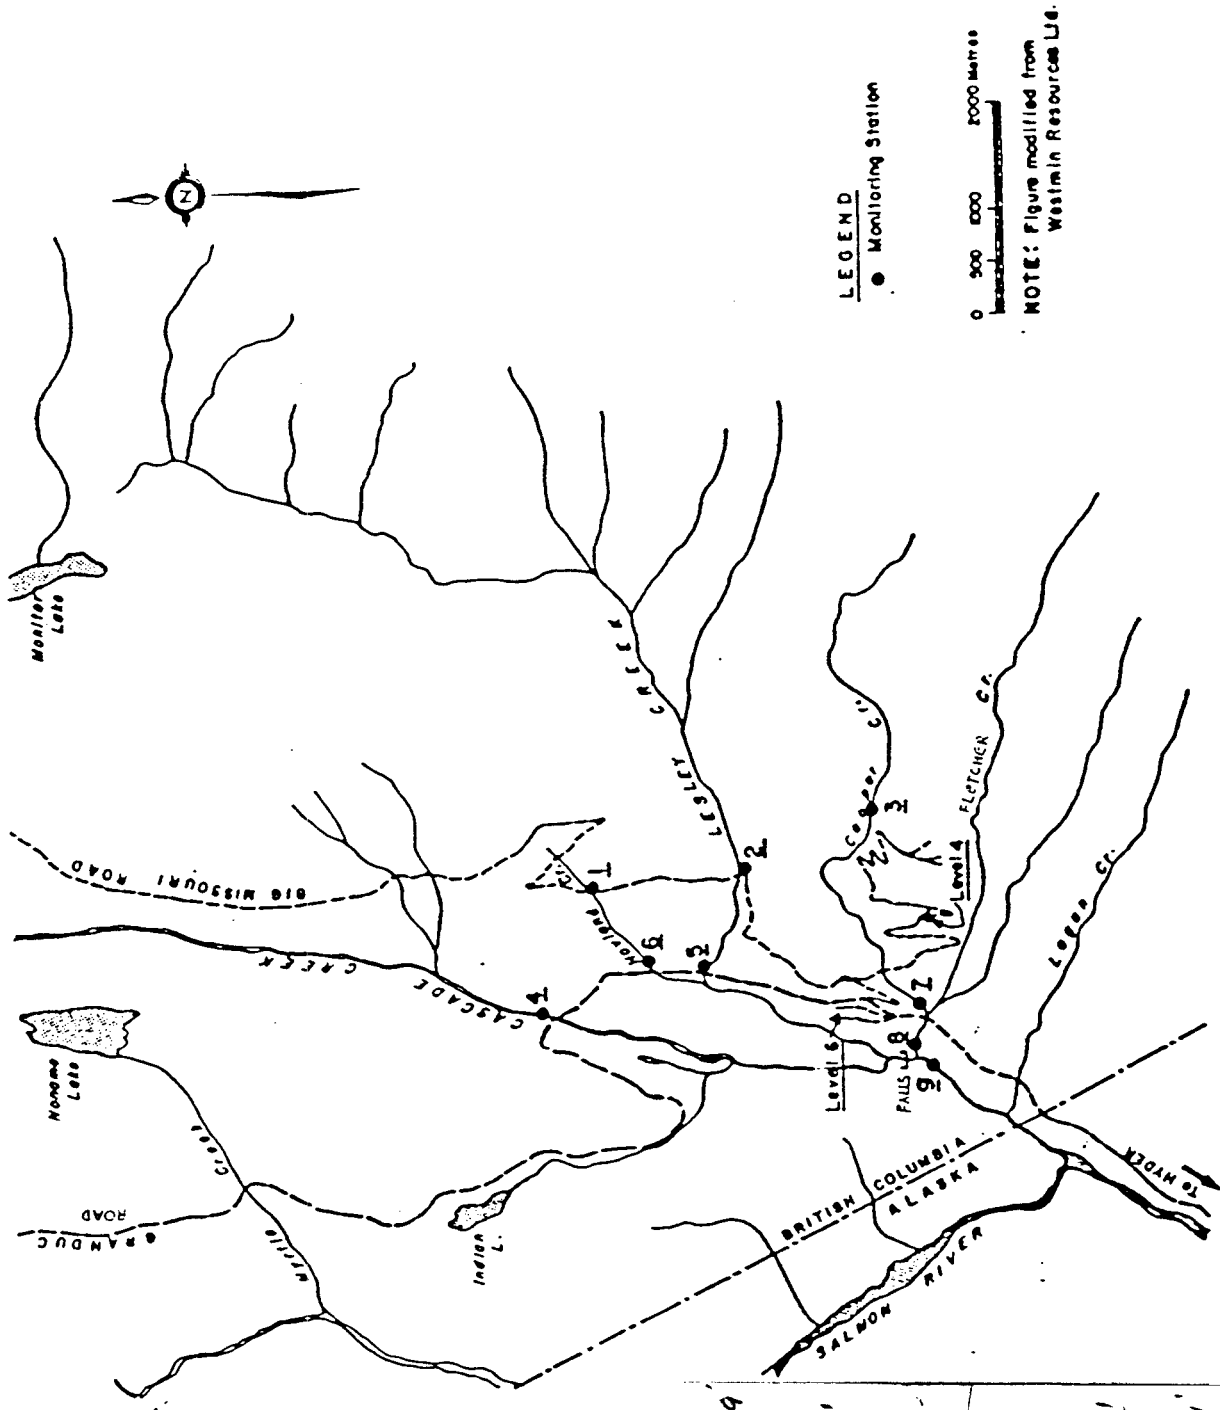 Monitor
Lake
N
BIG MISSOURI ROAD
CASCADE CREEK
LESLEY CREEK
Noname
Lake
Creek
GRANDUC
ROAD
Indian
L.
1
2
3
4
5
6
7
8
9
Level 4
Level 6
FALLS
FLETCHER Cr.
Logan Cr.
Cr.
BRITISH COLUMBIA
ALASKA
SALMON RIVER
To HYDER
LEGEND
● Monitoring Station
0 500 1000 2000 Metres
NOTE: Figure modified from
Westmin Resources Ltd.